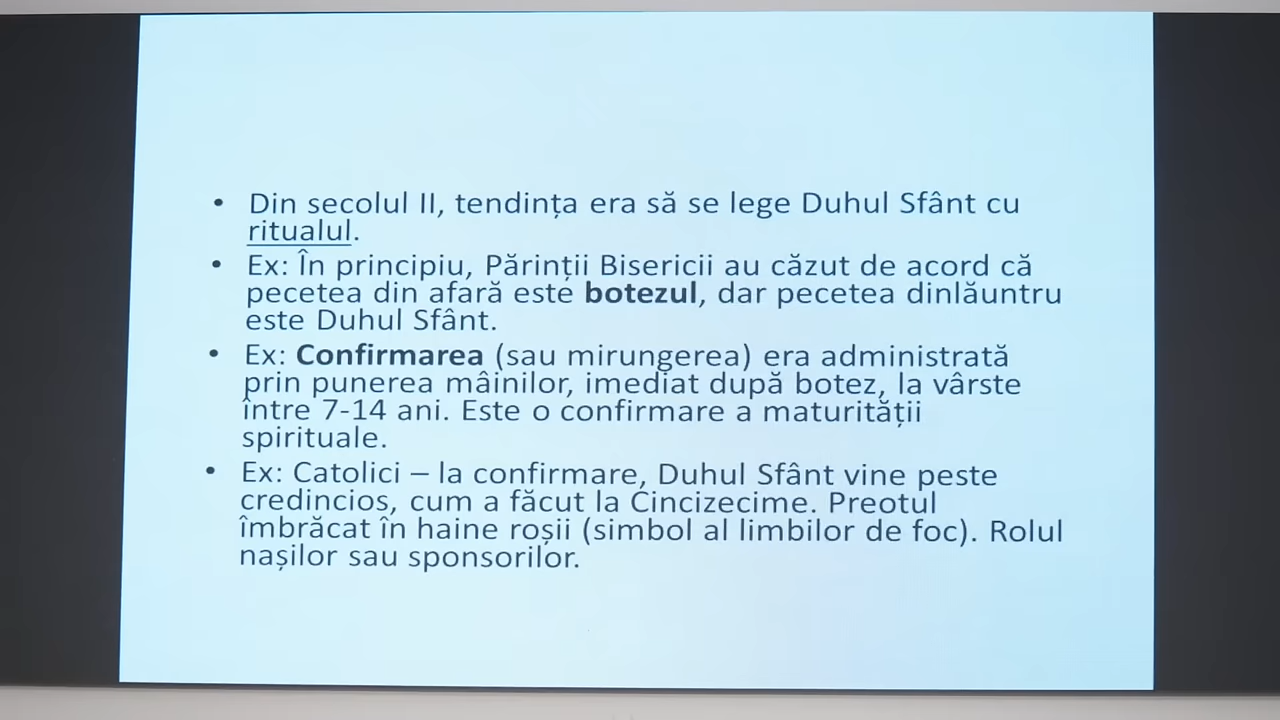 • Din secolul II, tendința era să se lege Duhul Sfânt cu
ritualul.
• Ex: În principiu, Părinții Bisericii au căzut de acord că
pecetea din afară este botezul, dar pecetea dinlăuntru
este Duhul Sfânt.
• Ex: Confirmarea (sau mirungerea) era administrată
prin punerea mâinilor, imediat după botez, la vârste
între 7-14 ani. Este o confirmare a maturității
spirituale.
• Ex: Catolici – la confirmare, Duhul Sfânt vine peste
credincios, cum a făcut la Cincizecime. Preotul
îmbrăcat în haine roșii (simbol al limbilor de foc). Rolul
nașilor sau sponsorilor.